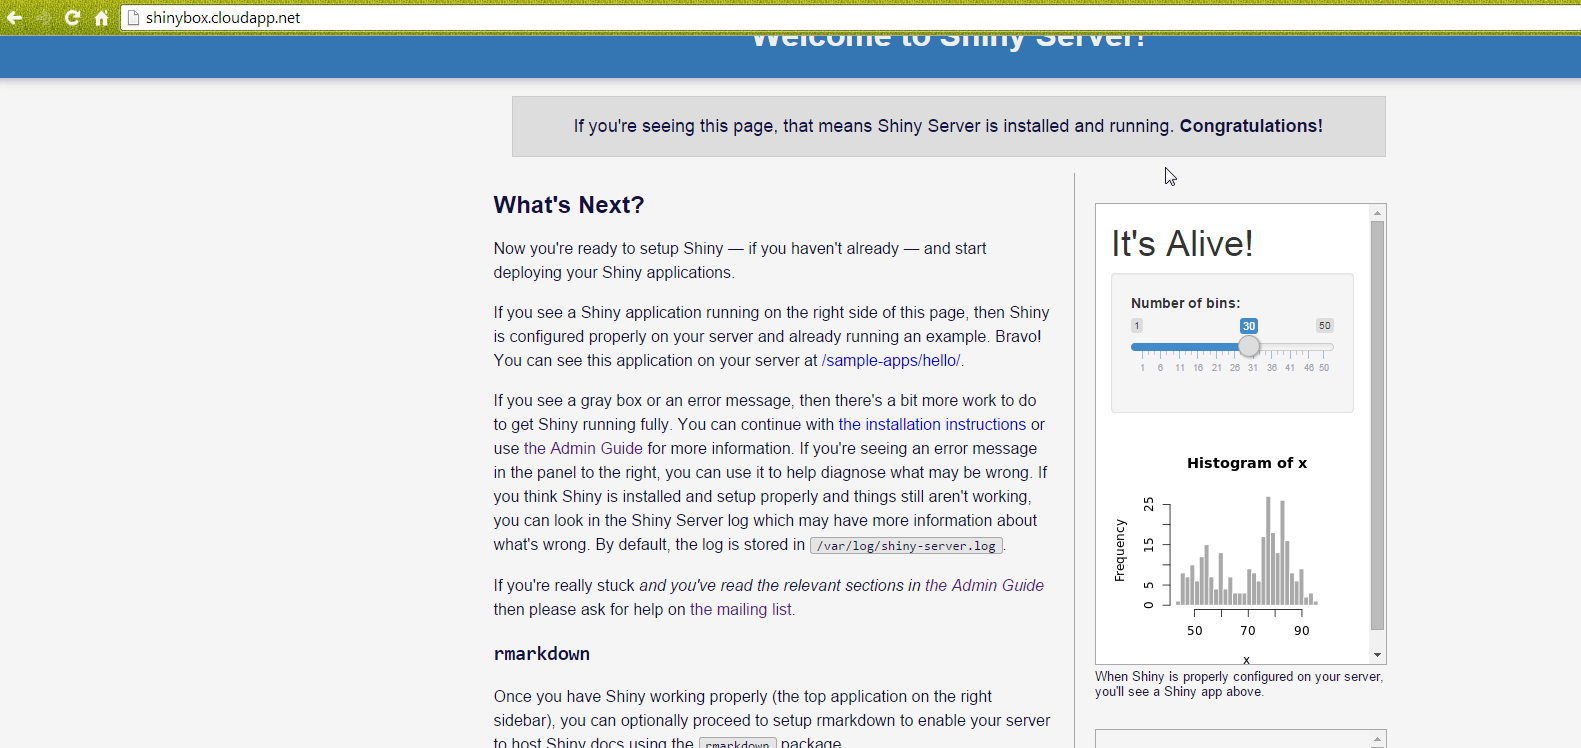 shinybox.cloudapp.net
Welcome to Shiny Server!
If you're seeing this page, that means Shiny Server is installed and running. Congratulations!
What's Next?
Now you're ready to setup Shiny — if you haven't already — and start
deploying your Shiny applications.
If you see a Shiny application running on the right side of this page, then Shiny
is configured properly on your server and already running an example. Bravo!
You can see this application on your server at /sample-apps/hello/.
If you see a gray box or an error message, then there's a bit more work to do
to get Shiny running fully. You can continue with the installation instructions or
use the Admin Guide for more information. If you're seeing an error message
in the panel to the right, you can use it to help diagnose what may be wrong. If
you think Shiny is installed and setup properly and things still aren't working,
you can look in the Shiny Server log which may have more information about
what's wrong. By default, the log is stored in /var/log/shiny-server.log.
If you're really stuck and you've read the relevant sections in the Admin Guide
then please ask for help on the mailing list.
rmarkdown
Once you have Shiny working properly (the top application on the right
sidebar), you can optionally proceed to setup rmarkdown to enable your server
to host Shiny docs using the rmarkdown package
It's Alive!
Number of bins:
1 30 50
1 6 11 16 21 26 31 36 41 46 50
Histogram of x
Frequency
25
15
5
0
50 70 90
x
When Shiny is properly configured on your server,
you'll see a Shiny app above.